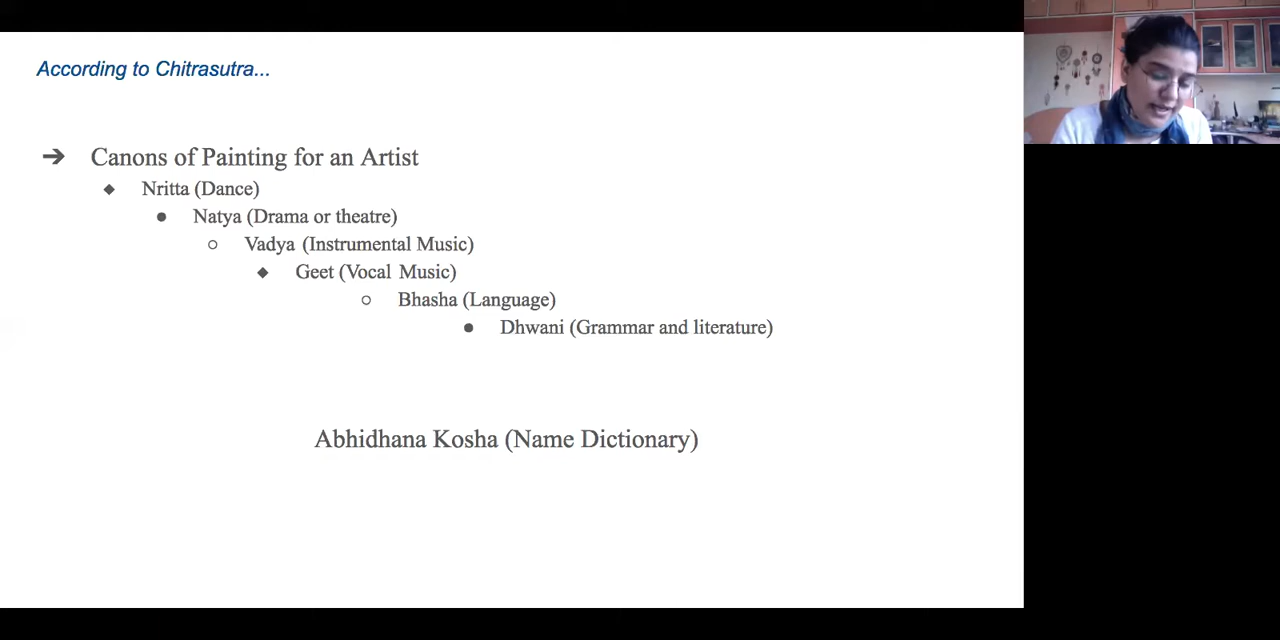 According to Chitrasutra...
➔ Canons of Painting for an Artist
◆ Nritta (Dance)
● Natya (Drama or theatre)
○ Vadya (Instrumental Music)
◆ Geet (Vocal Music)
○ Bhasha (Language)
● Dhwani (Grammar and literature)
Abhidhana Kosha (Name Dictionary)